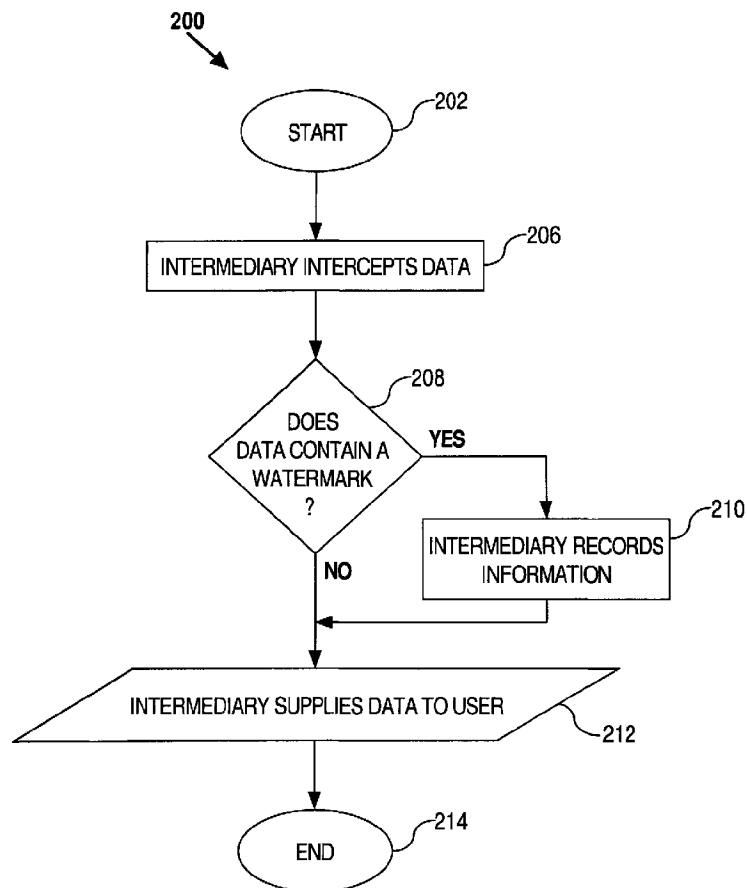 200
START
202
INTERMEDIARY INTERCEPTS DATA
206
DOES
DATA CONTAIN A
WATERMARK
?
208
YES
INTERMEDIARY RECORDS
INFORMATION
210
NO
INTERMEDIARY SUPPLIES DATA TO USER
212
END
214